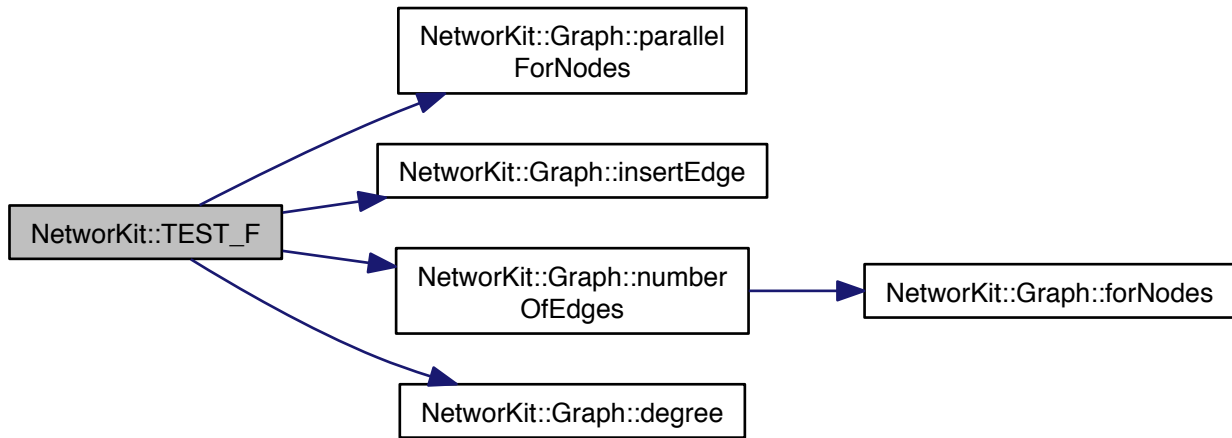 NetworKit::Graph::parallel
ForNodes
NetworKit::Graph::insertEdge
NetworKit::TEST_F
NetworKit::Graph::number
OfEdges
NetworKit::Graph::forNodes
NetworKit::Graph::degree